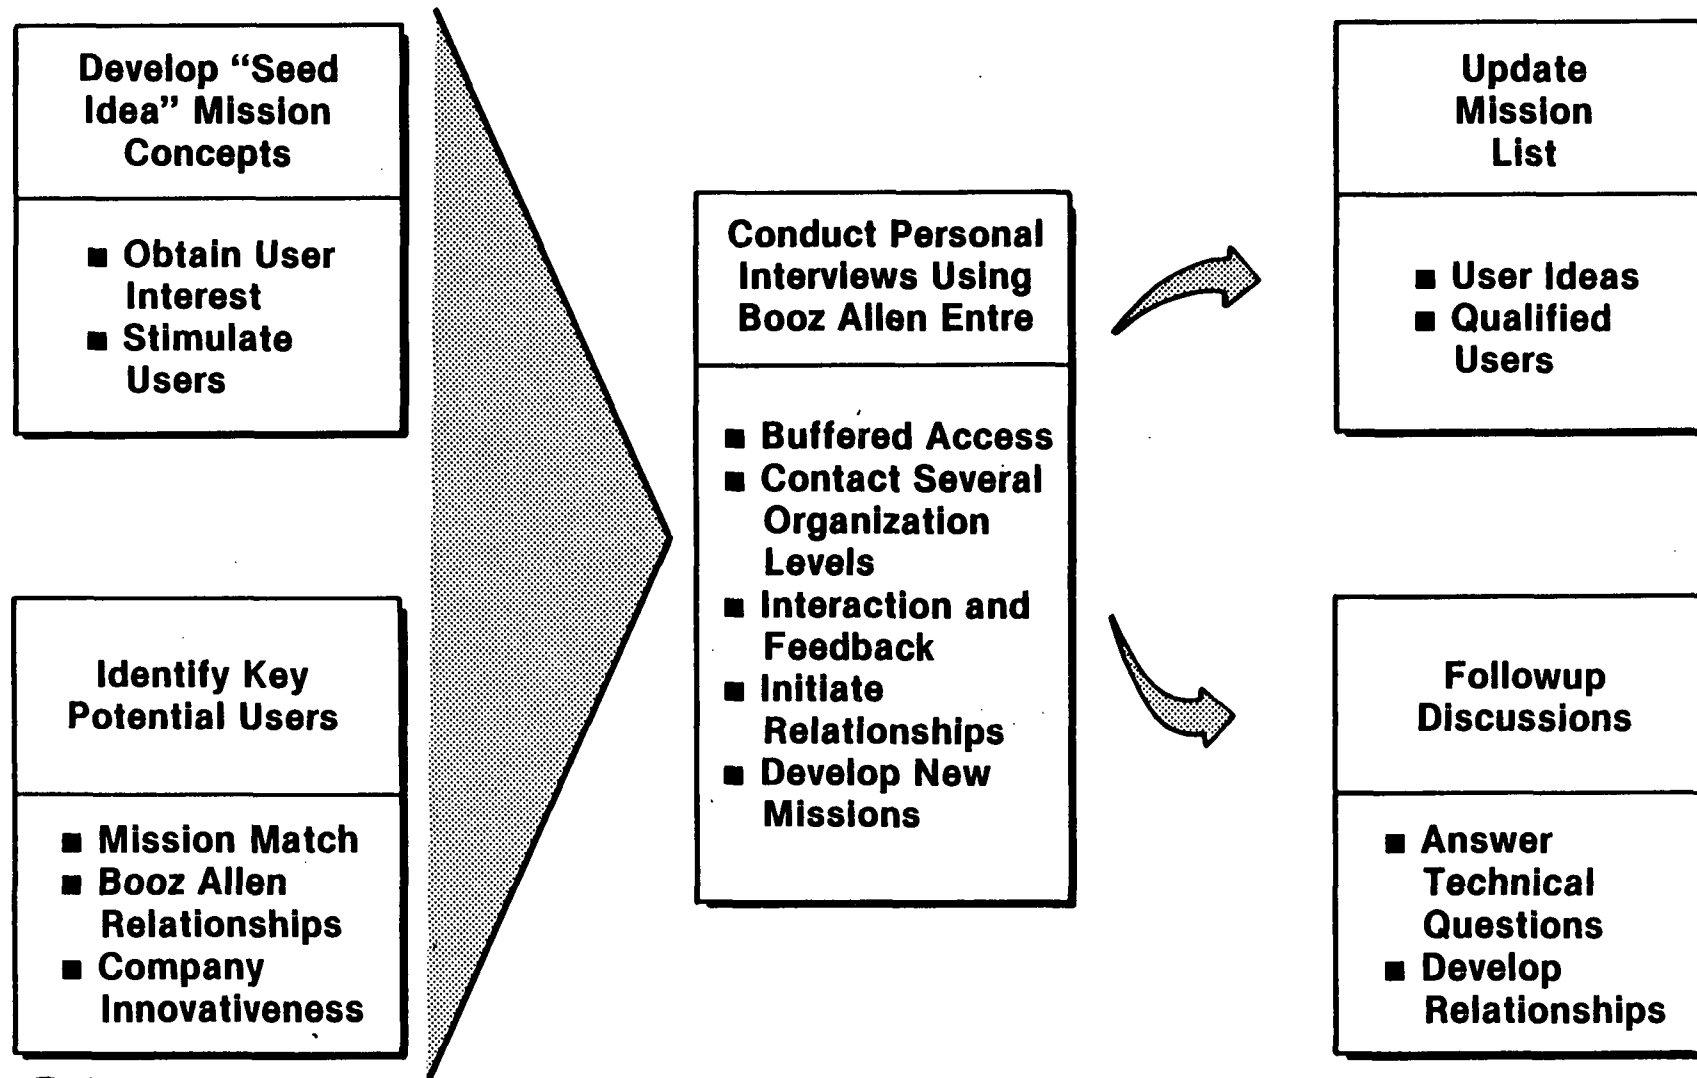 Develop “Seed
Idea” Mission
Concepts
■ Obtain User
Interest
■ Stimulate
Users
Identify Key
Potential Users
■ Mission Match
■ Booz Allen
Relationships
■ Company
Innovativeness
Conduct Personal
Interviews Using
Booz Allen Entre
■ Buffered Access
■ Contact Several
Organization
Levels
■ Interaction and
Feedback
■ Initiate
Relationships
■ Develop New
Missions
Update
Mission
List
■ User Ideas
■ Qualified
Users
Followup
Discussions
■ Answer
Technical
Questions
■ Develop
Relationships